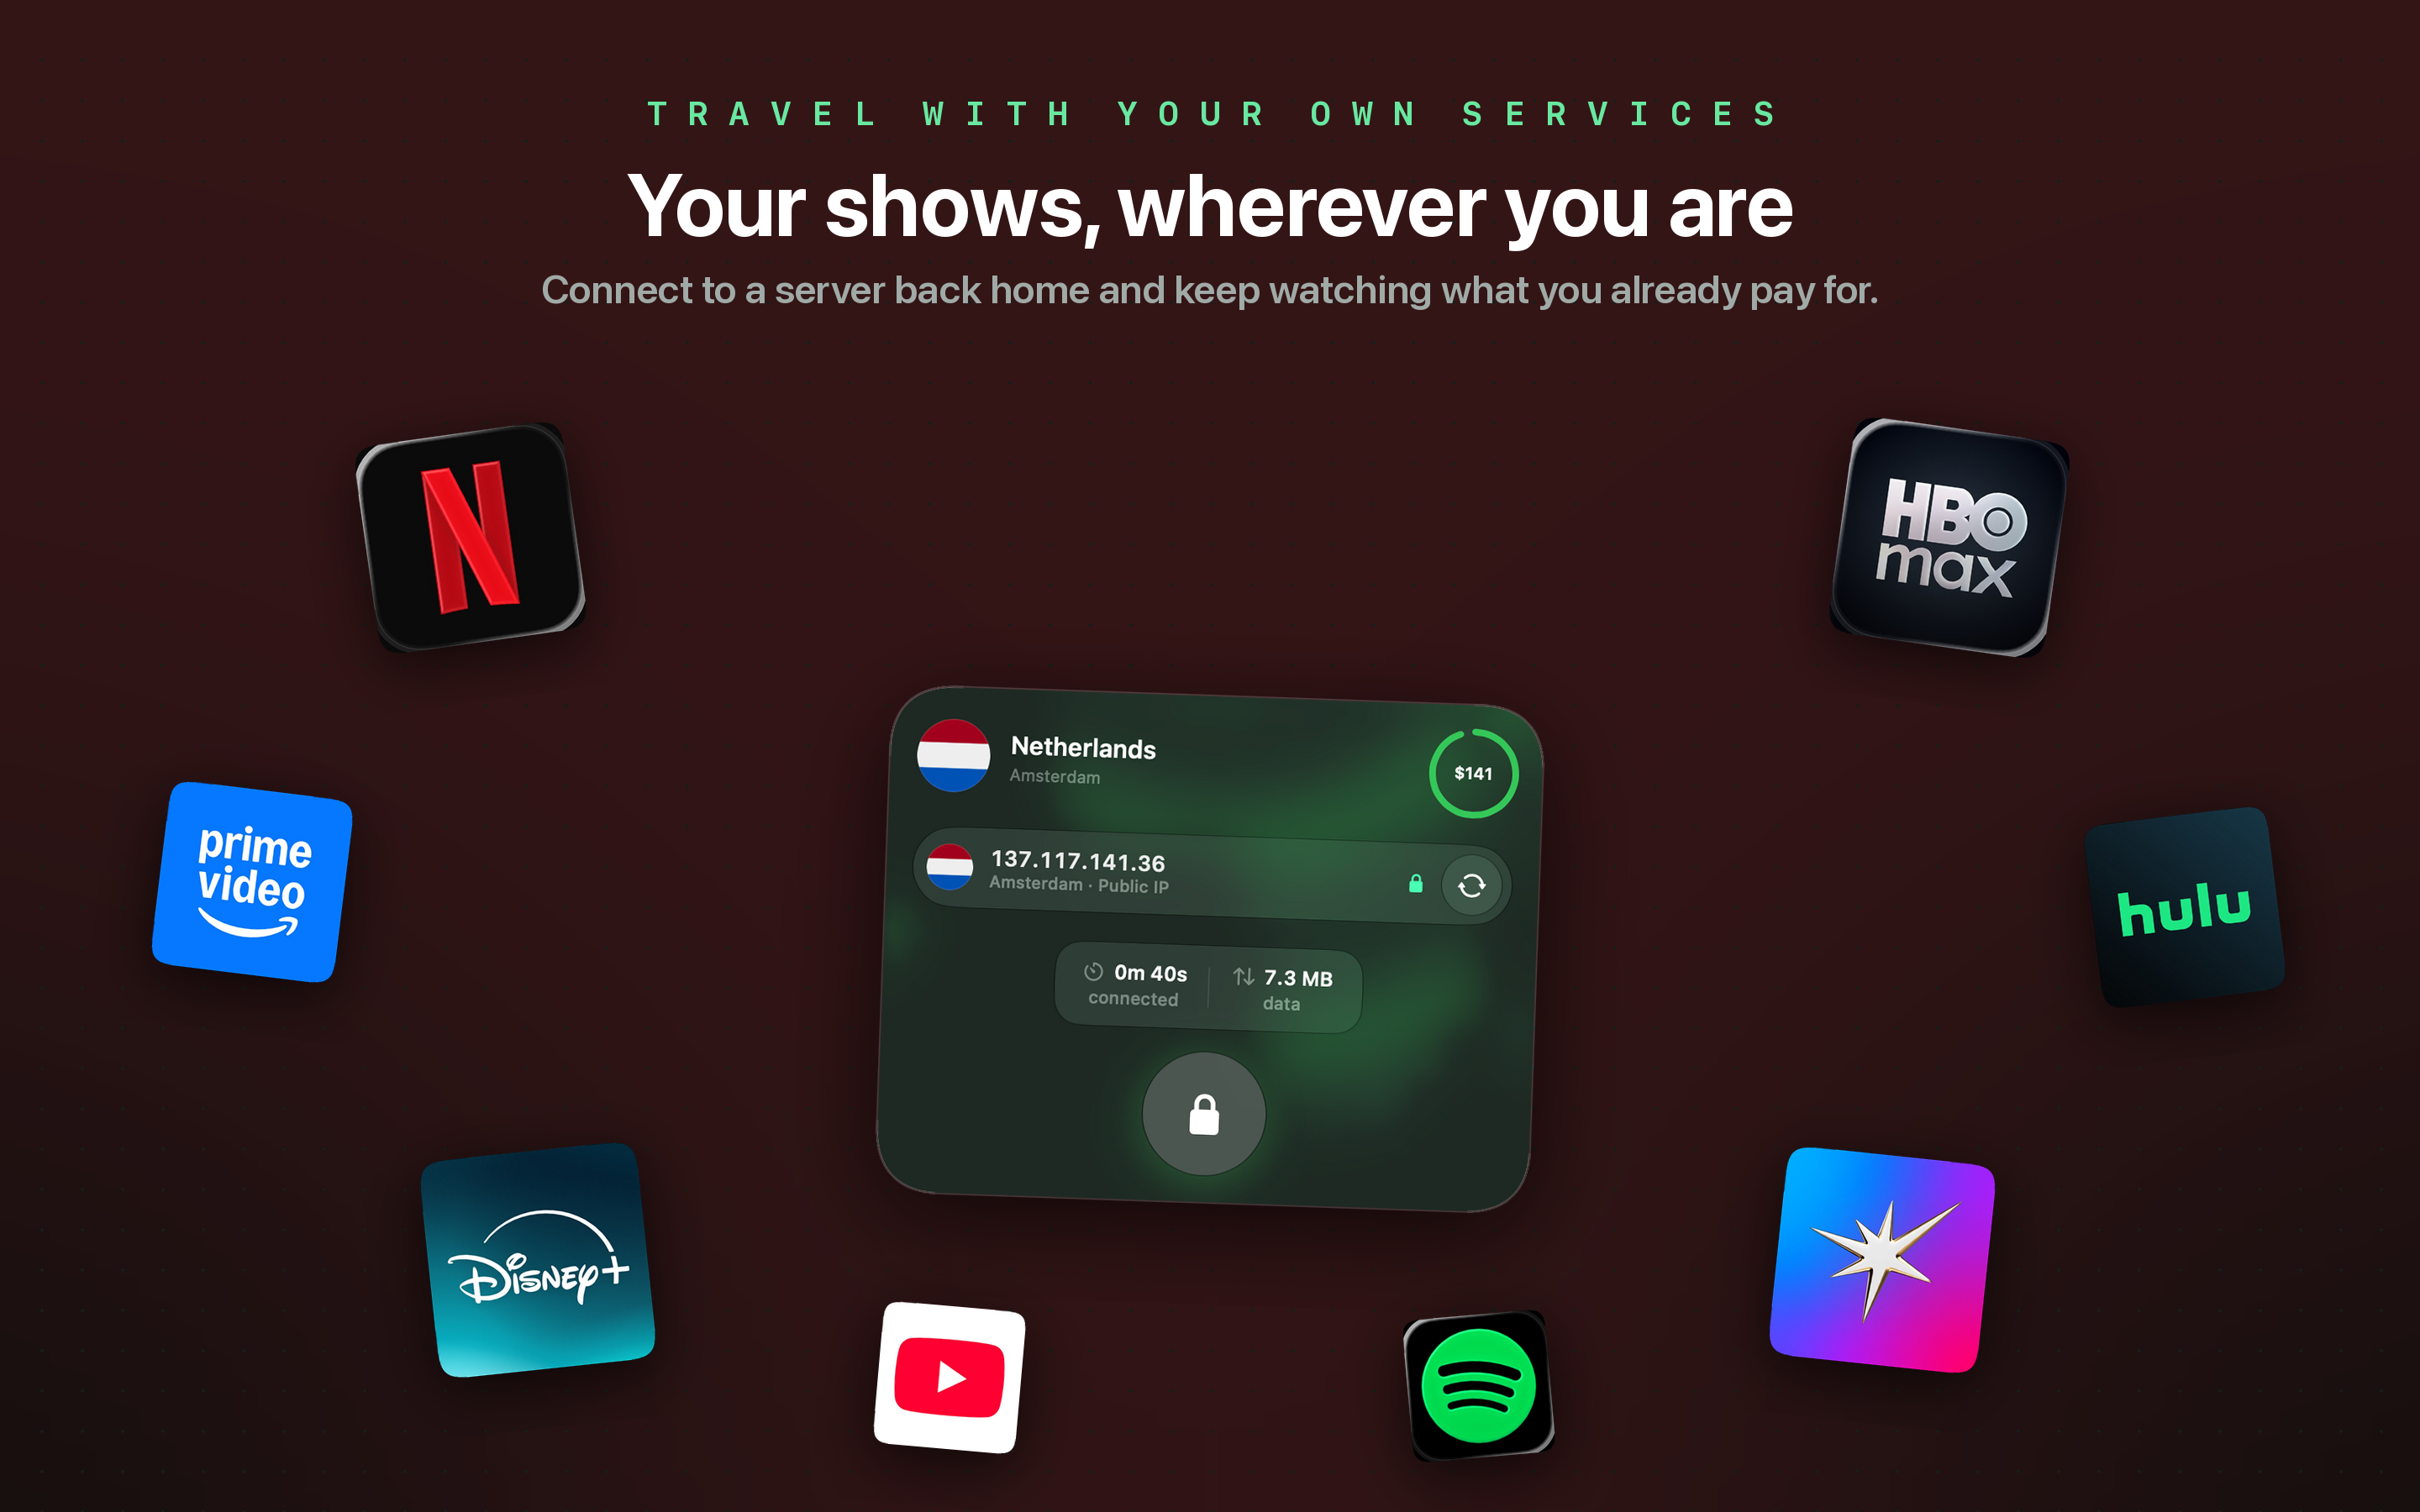 TRAVEL WITH YOUR OWN SERVICES
Your shows, wherever you are
Connect to a server back home and keep watching what you already pay for.
N
HBO
max
Netherlands
Amsterdam
$141
prime
video
137.117.141.36
Amsterdam · Public IP
hulu
0m 40s
connected
7.3 MB
data
Disney+